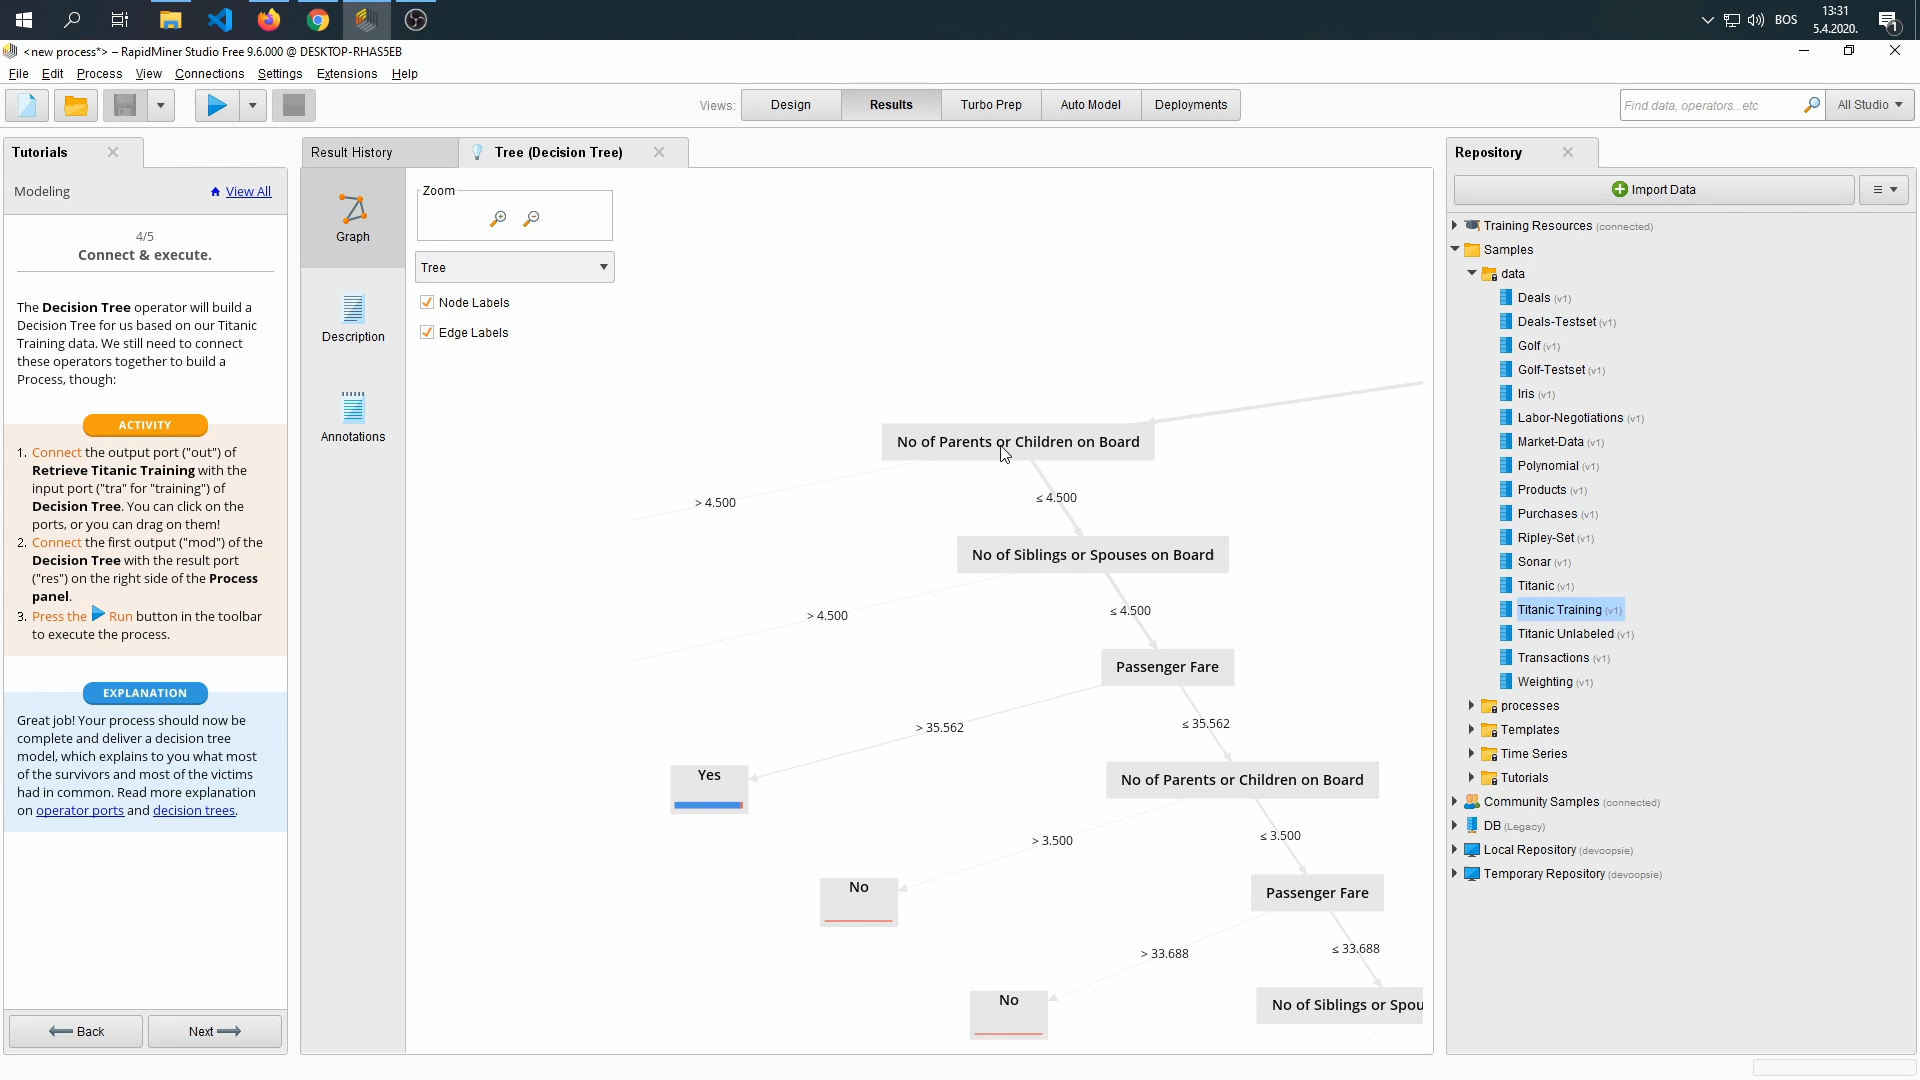 13:31
BOS
5.4.2020.
1
<new process*> – RapidMiner Studio Free 9.6.000 @ DESKTOP-RHAS5EB
File Edit Process View Connections Settings Extensions Help
Views: Design Results Turbo Prep Auto Model Deployments
Find data, operators...etc
All Studio
Tutorials
Modeling
View All
4/5
Connect & execute.
The Decision Tree operator will build a
Decision Tree for us based on our Titanic
Training data. We still need to connect
these operators together to build a
Process, though:
ACTIVITY
1. Connect the output port ("out") of
Retrieve Titanic Training with the
input port ("tra" for "training") of
Decision Tree. You can click on the
ports, or you can drag on them!
2. Connect the first output ("mod") of the
Decision Tree with the result port
("res") on the right side of the Process
panel.
3. Press the Run button in the toolbar
to execute the process.
EXPLANATION
Great job! Your process should now be
complete and deliver a decision tree
model, which explains to you what most
of the survivors and most of the victims
had in common. Read more explanation
on operator ports and decision trees.
Back
Next
Result History
Tree (Decision Tree)
Graph
Description
Annotations
Zoom
Tree
Node Labels
Edge Labels
No of Parents or Children on Board
> 4.500
≤ 4.500
No of Siblings or Spouses on Board
> 4.500
≤ 4.500
Passenger Fare
> 35.562
≤ 35.562
Yes
No of Parents or Children on Board
> 3.500
≤ 3.500
No
Passenger Fare
> 33.688
≤ 33.688
No
No of Siblings or Spou
Repository
Import Data
Training Resources (connected)
Samples
data
Deals (v1)
Deals-Testset (v1)
Golf (v1)
Golf-Testset (v1)
Iris (v1)
Labor-Negotiations (v1)
Market-Data (v1)
Polynomial (v1)
Products (v1)
Purchases (v1)
Ripley-Set (v1)
Sonar (v1)
Titanic (v1)
Titanic Training (v1)
Titanic Unlabeled (v1)
Transactions (v1)
Weighting (v1)
processes
Templates
Time Series
Tutorials
Community Samples (connected)
DB (Legacy)
Local Repository (devoopsie)
Temporary Repository (devoopsie)